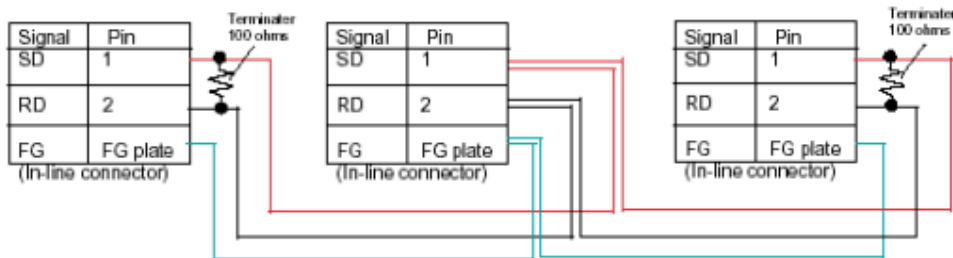 Terminater
100 ohms
Signal Pin
SD 1
RD 2
FG FG plate
(In-line connector)
Signal Pin
SD 1
RD 2
FG FG plate
(In-line connector)
Terminater
100 ohms
Signal Pin
SD 1
RD 2
FG FG plate
(In-line connector)